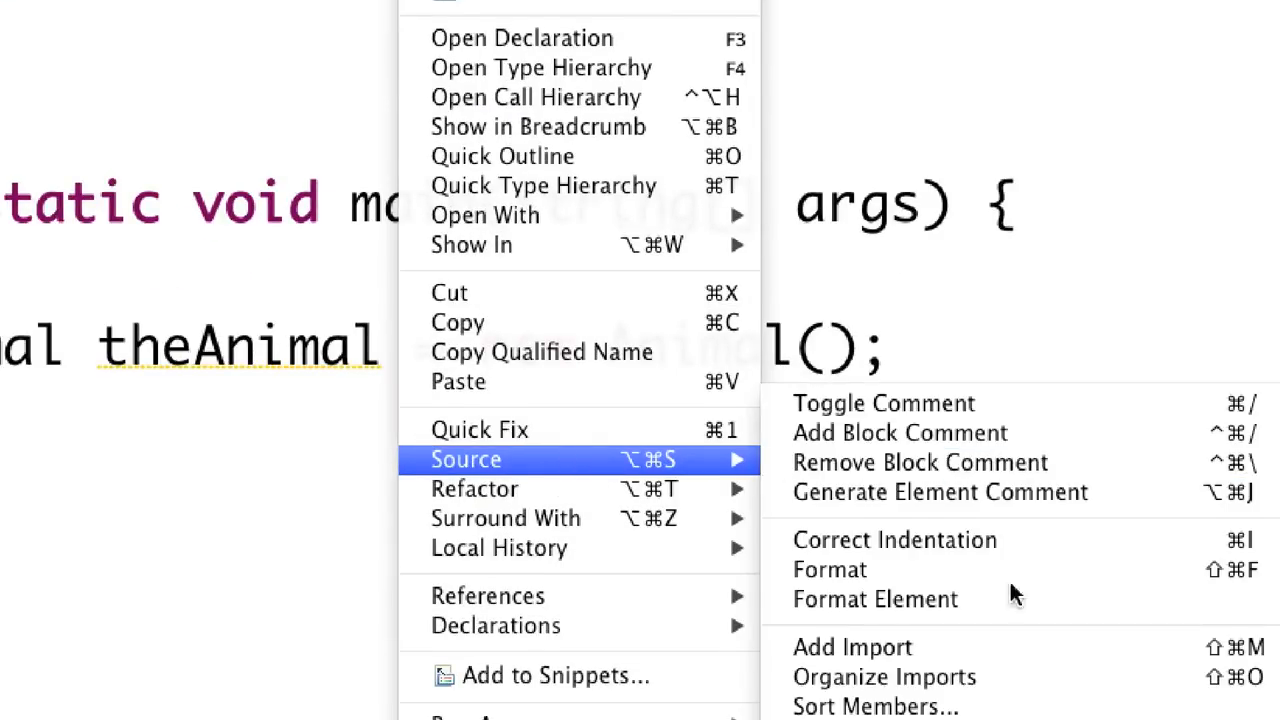 Open Declaration F3
Open Type Hierarchy F4
Open Call Hierarchy ^⌥H
Show in Breadcrumb ⌥⌘B
Quick Outline ⌘O
Quick Type Hierarchy ⌘T
tatic void ma args) {
Open With
Show In ⌥⌘W
Cut ⌘X
al theAnimal = l();
Copy ⌘C
Copy Qualified Name
Paste ⌘V
Quick Fix ⌘1
Source ⌥⌘S
Refactor ⌥⌘T
Surround With ⌥⌘Z
Local History
References
Declarations
Add to Snippets...
Toggle Comment ⌘/
Add Block Comment ^⌘/
Remove Block Comment ^⌘\
Generate Element Comment ⌥⌘J
Correct Indentation ⌘I
Format ⇧⌘F
Format Element
Add Import ⇧⌘M
Organize Imports ⇧⌘O
Sort Members...